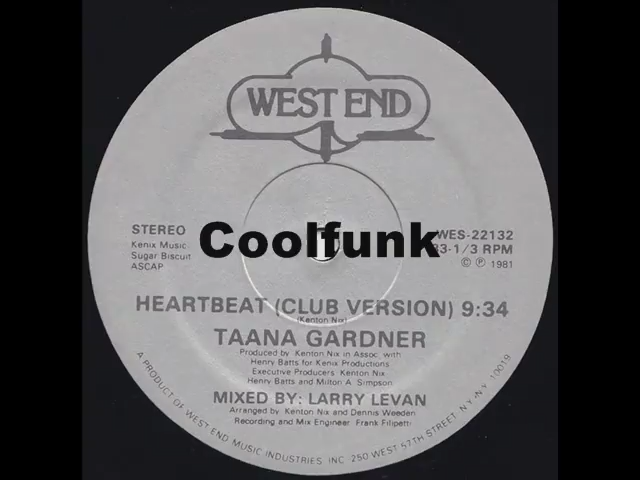 WEST END
STEREO
Kenix Music
Sugar Biscuit
ASCAP
Coolfunk
WES-22132
33-1/3 RPM
© ℗ 1981
HEARTBEAT (CLUB VERSION) 9:34
(Kenton Nix)
TAANA GARDNER
Produced by Kenton Nix in Assoc. with
Henry Batts for Kenix Productions
Executive Producers Kenton Nix
Henry Batts and Milton A. Simpson
MIXED BY: LARRY LEVAN
Arranged by Kenton Nix and Dennis Weeden
Recording and Mix Engineer Frank Filipetti
A PRODUCT OF WEST END MUSIC INDUSTRIES, INC. 250 WEST 57TH STREET, NY, NY, 10019